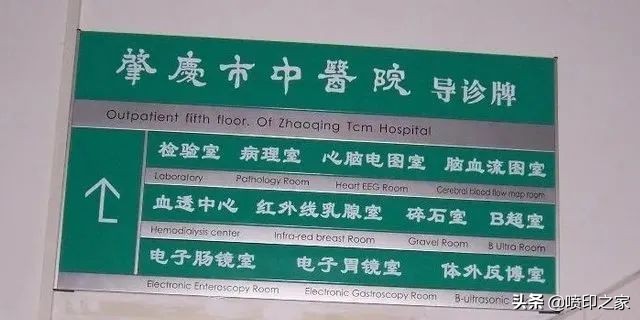 肇慶市中醫院 导诊牌
Outpatient fifth floor. Of Zhaoqing Tcm Hospital
检验室 病理室 心脑电图室 脑血流图室
Laboratory Pathology Room Heart EEG Room Cerebral blood flow map room
血透中心 红外线乳腺室 碎石室 B超室
Hemodialysis center Infra-red breast Room Gravel Room B Ultra Room
电子肠镜室 电子胃镜室 体外反博室
Electronic Enteroscopy Room Electronic Gastroscopy Room B-ultrasonic
头条 @喷印之家